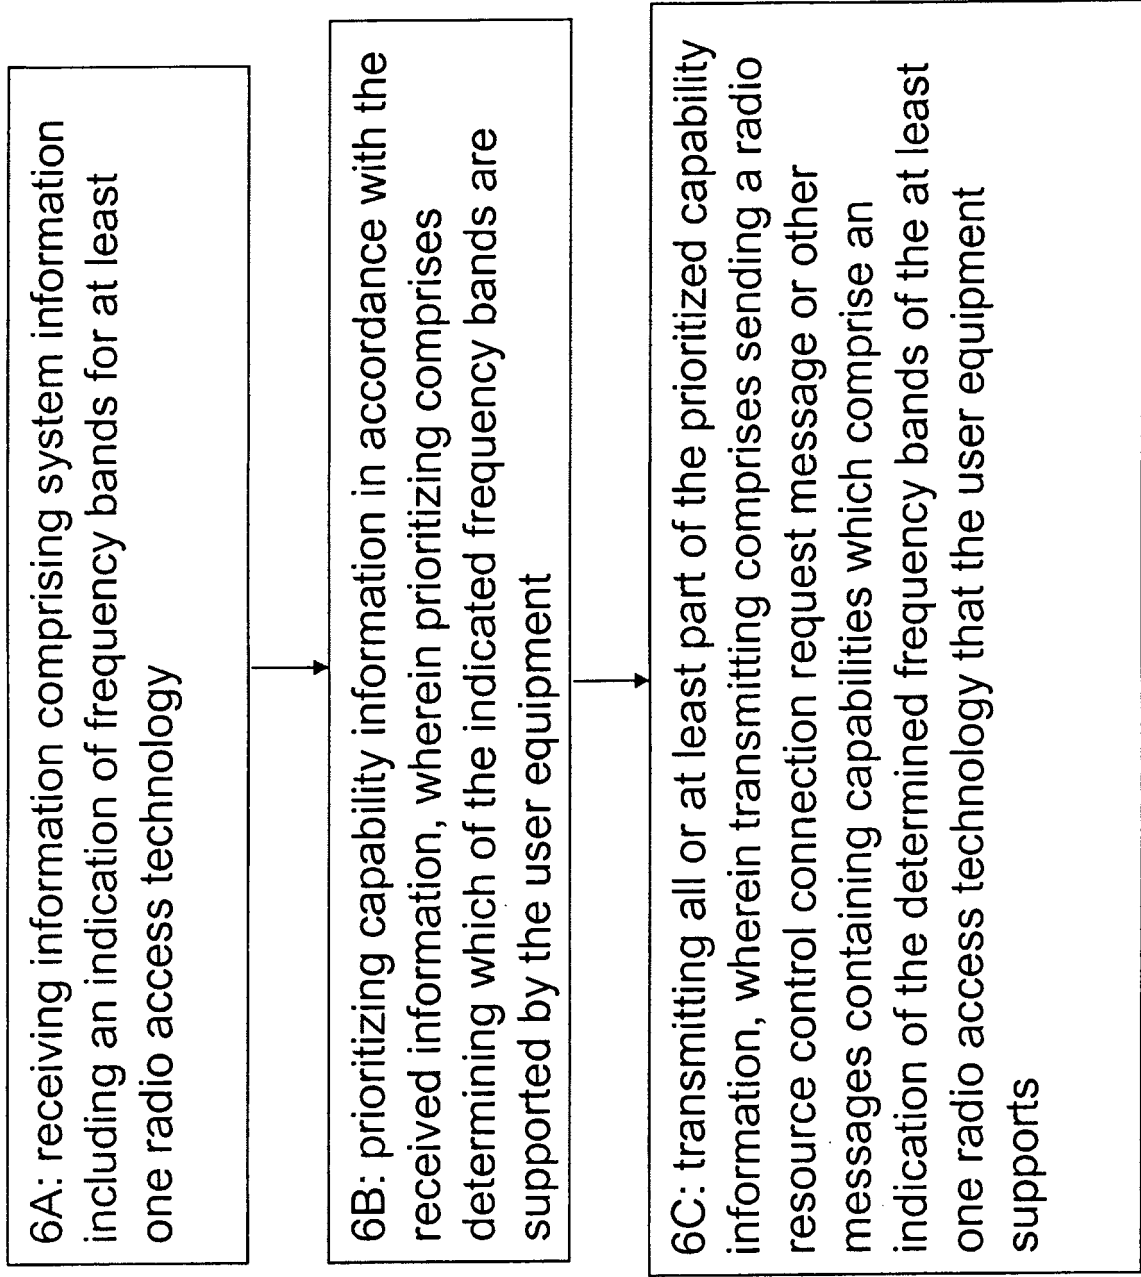 6A: receiving information comprising system information
including an indication of frequency bands for at least
one radio access technology
6B: prioritizing capability information in accordance with the
received information, wherein prioritizing comprises
determining which of the indicated frequency bands are
supported by the user equipment
6C: transmitting all or at least part of the prioritized capability
information, wherein transmitting comprises sending a radio
resource control connection request message or other
messages containing capabilities which comprise an
indication of the determined frequency bands of the at least
one radio access technology that the user equipment
supports